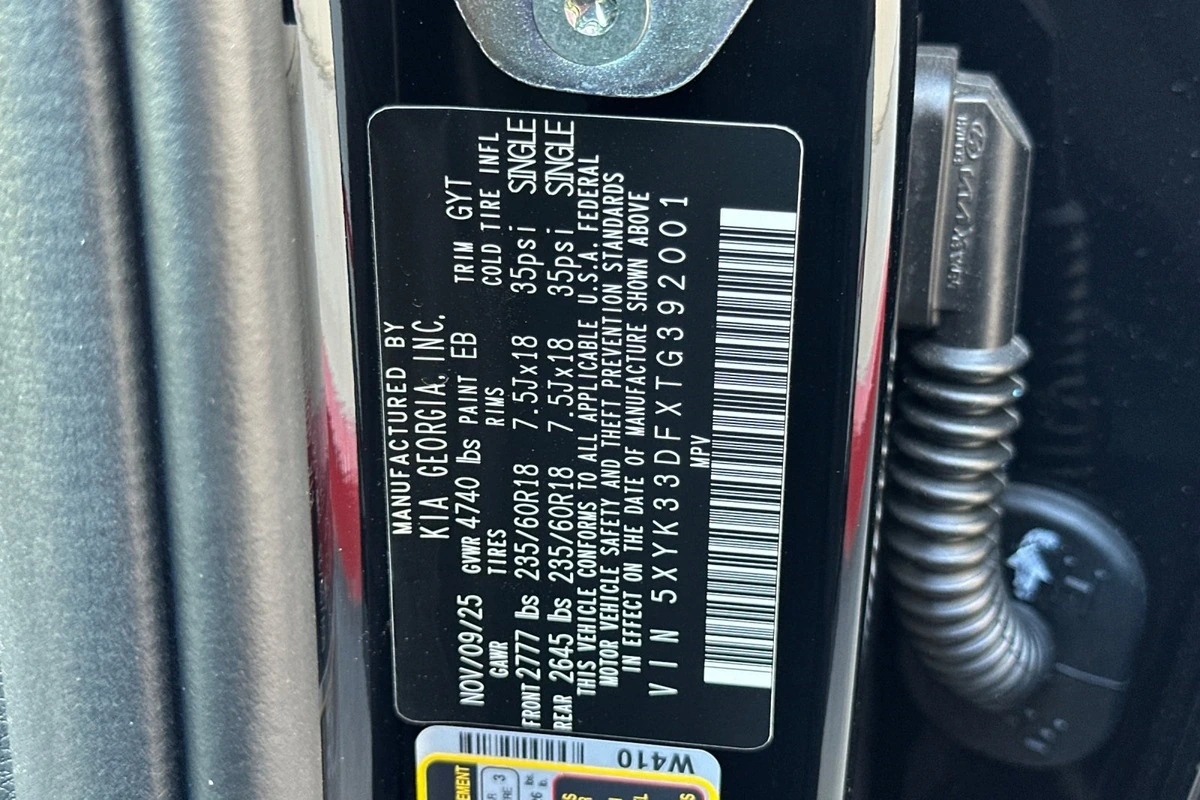 MANUFACTURED BY
KIA GEORGIA, INC.
NOV/09/25 GVWR 4740 lbs PAINT EB TRIM GYT
GAWR TIRES RIMS COLD TIRE INFL
FRONT 2777 lbs 235/60R18 7.5Jx18 35psi SINGLE
REAR 2645 lbs 235/60R18 7.5Jx18 35psi SINGLE
THIS VEHICLE CONFORMS TO ALL APPLICABLE U.S.A. FEDERAL
MOTOR VEHICLE SAFETY AND THEFT PREVENTION STANDARDS
IN EFFECT ON THE DATE OF MANUFACTURE SHOWN ABOVE
VIN 5XYK33DFXTG392001
MPV
W410